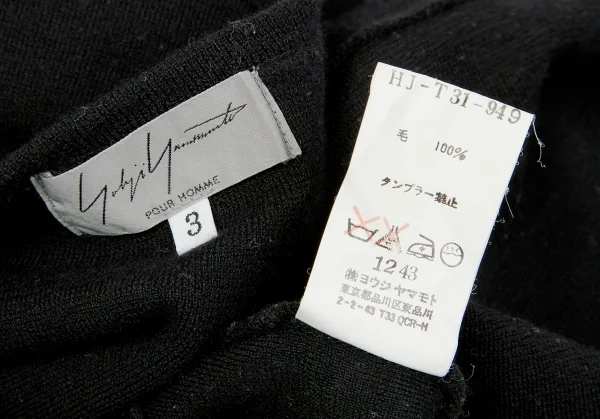 Yohji Yamamoto
POUR HOMME
3
HJ-T31-949
毛 100%
タンブラー禁止
1243
㈱ヨウジヤマモト
東京都品川区東品川
2-2-43 T33 QCR-H